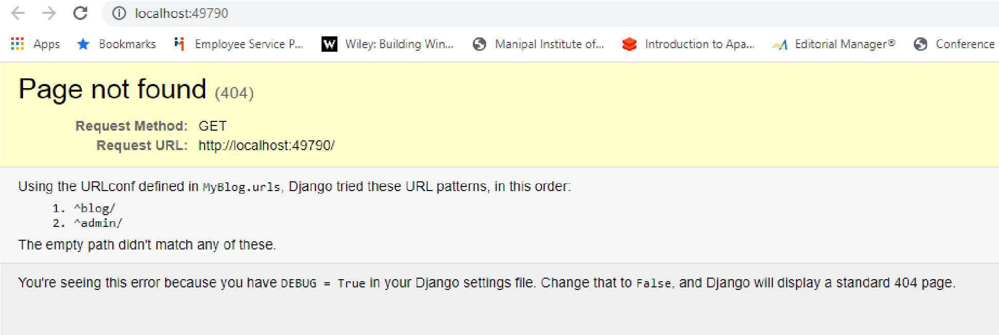 localhost:49790
Apps Bookmarks Employee Service P... W Wiley: Building Win... Manipal Institute of... Introduction to Apa... Editorial Manager® Conference
Page not found (404)
Request Method: GET
Request URL: http://localhost:49790/
Using the URLconf defined in MyBlog.urls, Django tried these URL patterns, in this order:
1. ^blog/
2. ^admin/
The empty path didn't match any of these.
You're seeing this error because you have DEBUG = True in your Django settings file. Change that to False, and Django will display a standard 404 page.